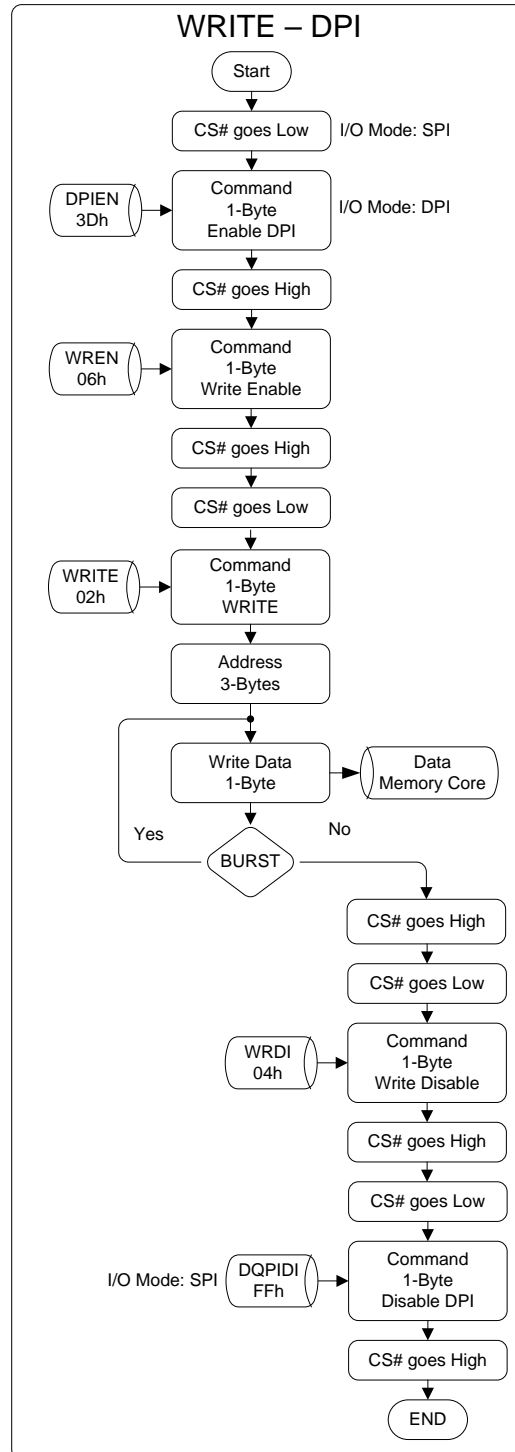 WRITE – DPI
Start
CS# goes Low
I/O Mode: SPI
DPIEN
3Dh
Command
1-Byte
Enable DPI
I/O Mode: DPI
CS# goes High
WREN
06h
Command
1-Byte
Write Enable
CS# goes High
CS# goes Low
WRITE
02h
Command
1-Byte
WRITE
Address
3-Bytes
Write Data
1-Byte
Data
Memory Core
Yes
No
BURST
CS# goes High
CS# goes Low
WRDI
04h
Command
1-Byte
Write Disable
CS# goes High
CS# goes Low
I/O Mode: SPI
DQPIDI
FFh
Command
1-Byte
Disable DPI
CS# goes High
END